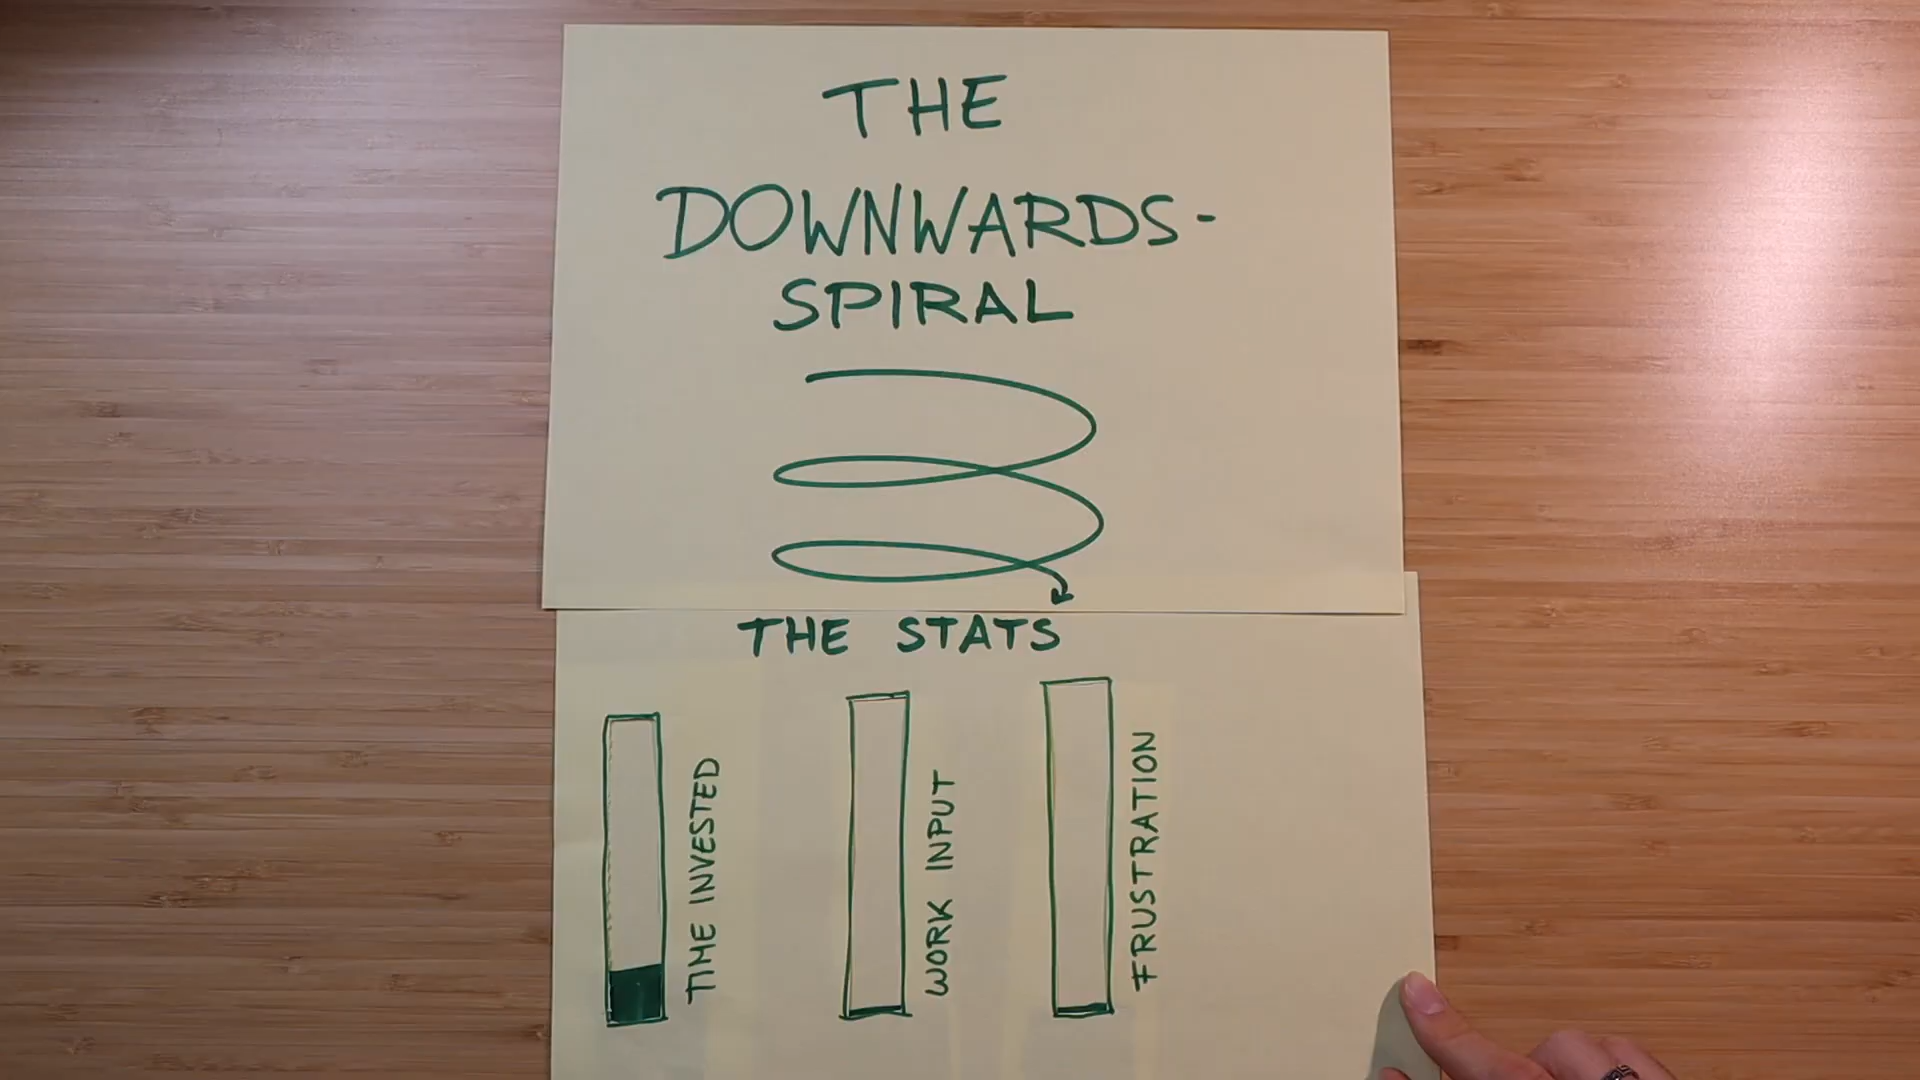 THE
DOWNWARDS-
SPIRAL
THE STATS
TIME INVESTED
WORK INPUT
FRUSTRATION